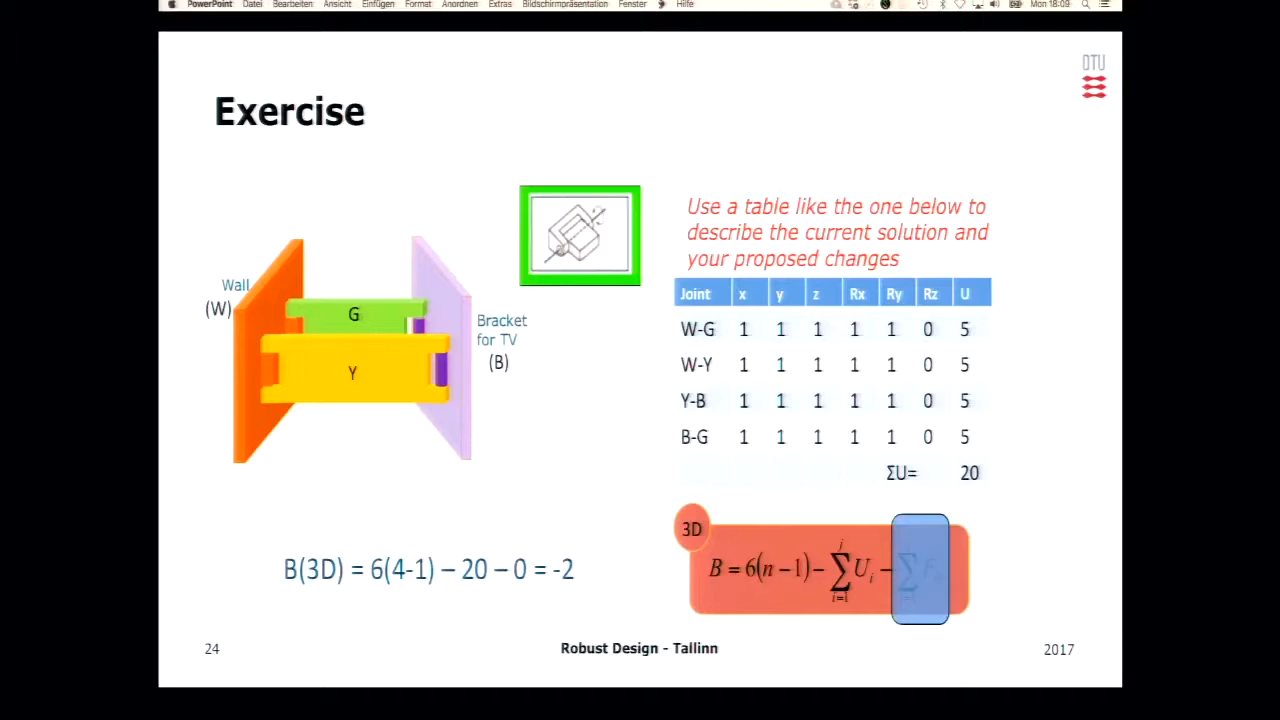 PowerPoint Datei Bearbeiten Ansicht Einfügen Format Anordnen Extras Bildschirmpräsentation Fenster Hilfe Mon 18:09
DTU
Exercise
Use a table like the one below to
describe the current solution and
your proposed changes
Wall
(W)
G
Y
Bracket
for TV
(B)
Joint x y z Rx Ry Rz U
W-G 1 1 1 1 1 0 5
W-Y 1 1 1 1 1 0 5
Y-B 1 1 1 1 1 0 5
B-G 1 1 1 1 1 0 5
ΣU= 20
3D
B(3D) = 6(4-1) – 20 – 0 = -2
B = 6(n − 1) − ∑ j i=1 U i − ∑
24 Robust Design - Tallinn 2017